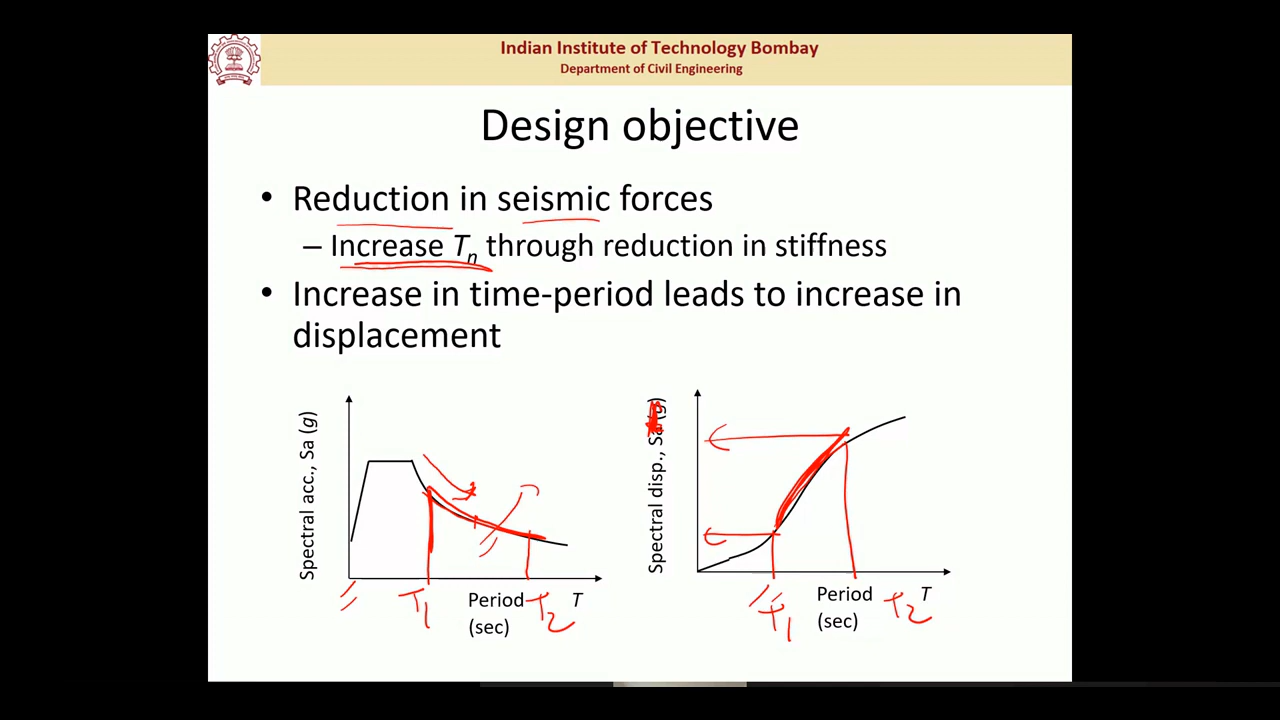 Indian Institute of Technology Bombay
Department of Civil Engineering
Design objective
• Reduction in seismic forces
– Increase Tn through reduction in stiffness
• Increase in time-period leads to increase in
displacement
Spectral acc., Sa (g)
Period
(sec)
T
T1
T2
Spectral disp., Sa (g)
Period
(sec)
T
T1
T2